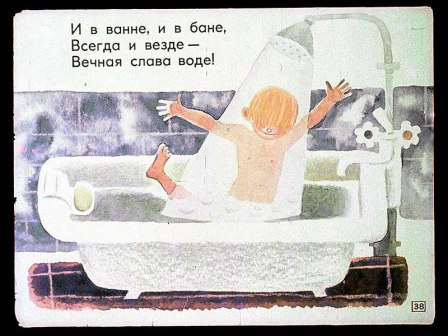 И в ванне, и в бане,
Всегда и везде —
Вечная слава воде!
38